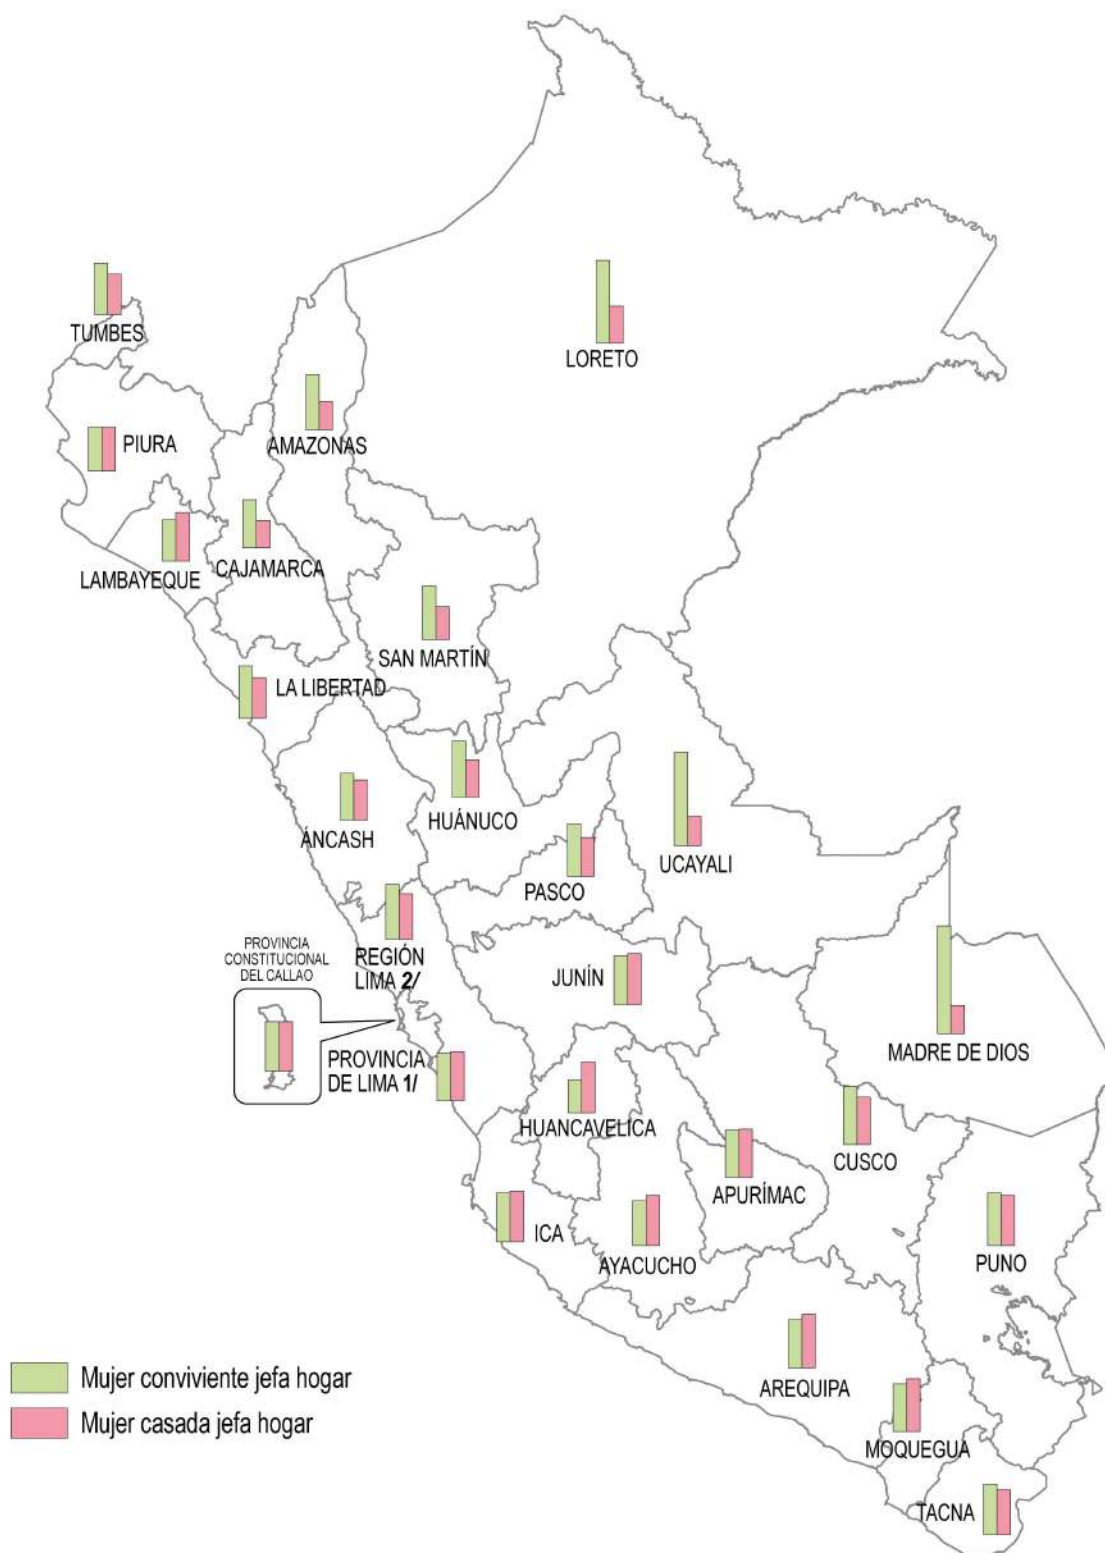 TUMBES
LORETO
AMAZONAS
PIURA
LAMBAYEQUE
CAJAMARCA
SAN MARTÍN
LA LIBERTAD
HUÁNUCO
ÁNCASH
UCAYALI
PASCO
PROVINCIA
CONSTITUCIONAL
DEL CALLAO
REGIÓN
LIMA 2/
JUNÍN
MADRE DE DIOS
PROVINCIA
DE LIMA 1/
HUANCAVELICA
CUSCO
APURÍMAC
ICA
AYACUCHO
PUNO
Mujer conviviente jefa hogar
Mujer casada jefa hogar
AREQUIPA
MOQUEGUA
TACNA